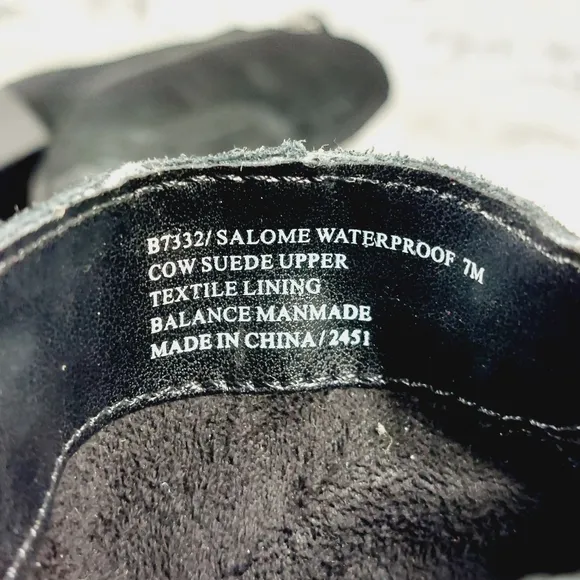 B7332/ SALOME WATERPROOF 7M
COW SUEDE UPPER
TEXTILE LINING
BALANCE MANMADE
MADE IN CHINA/2451